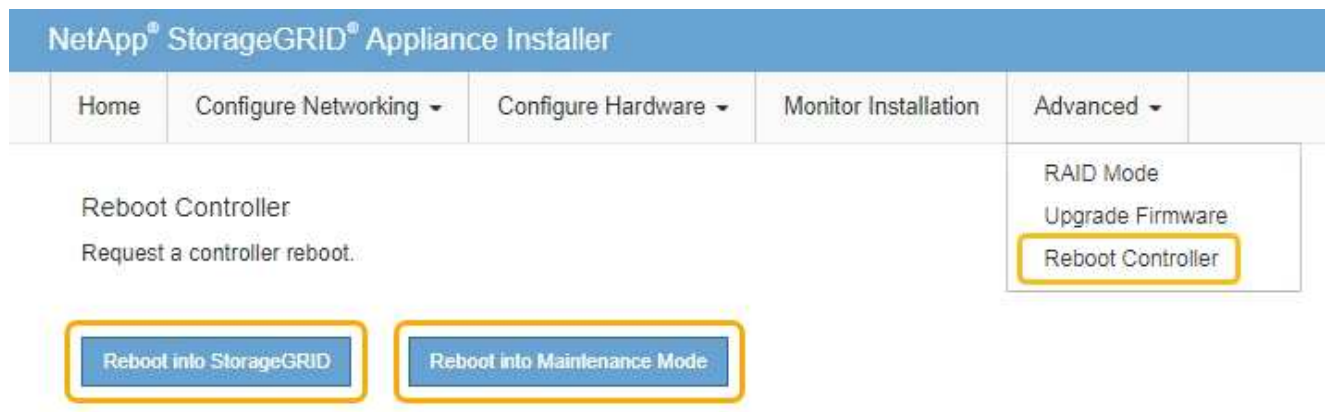 NetApp® StorageGRID® Appliance Installer
Home Configure Networking Configure Hardware Monitor Installation Advanced
RAID Mode
Upgrade Firmware
Reboot Controller
Reboot Controller
Request a controller reboot.
Reboot into StorageGRID Reboot into Maintenance Mode